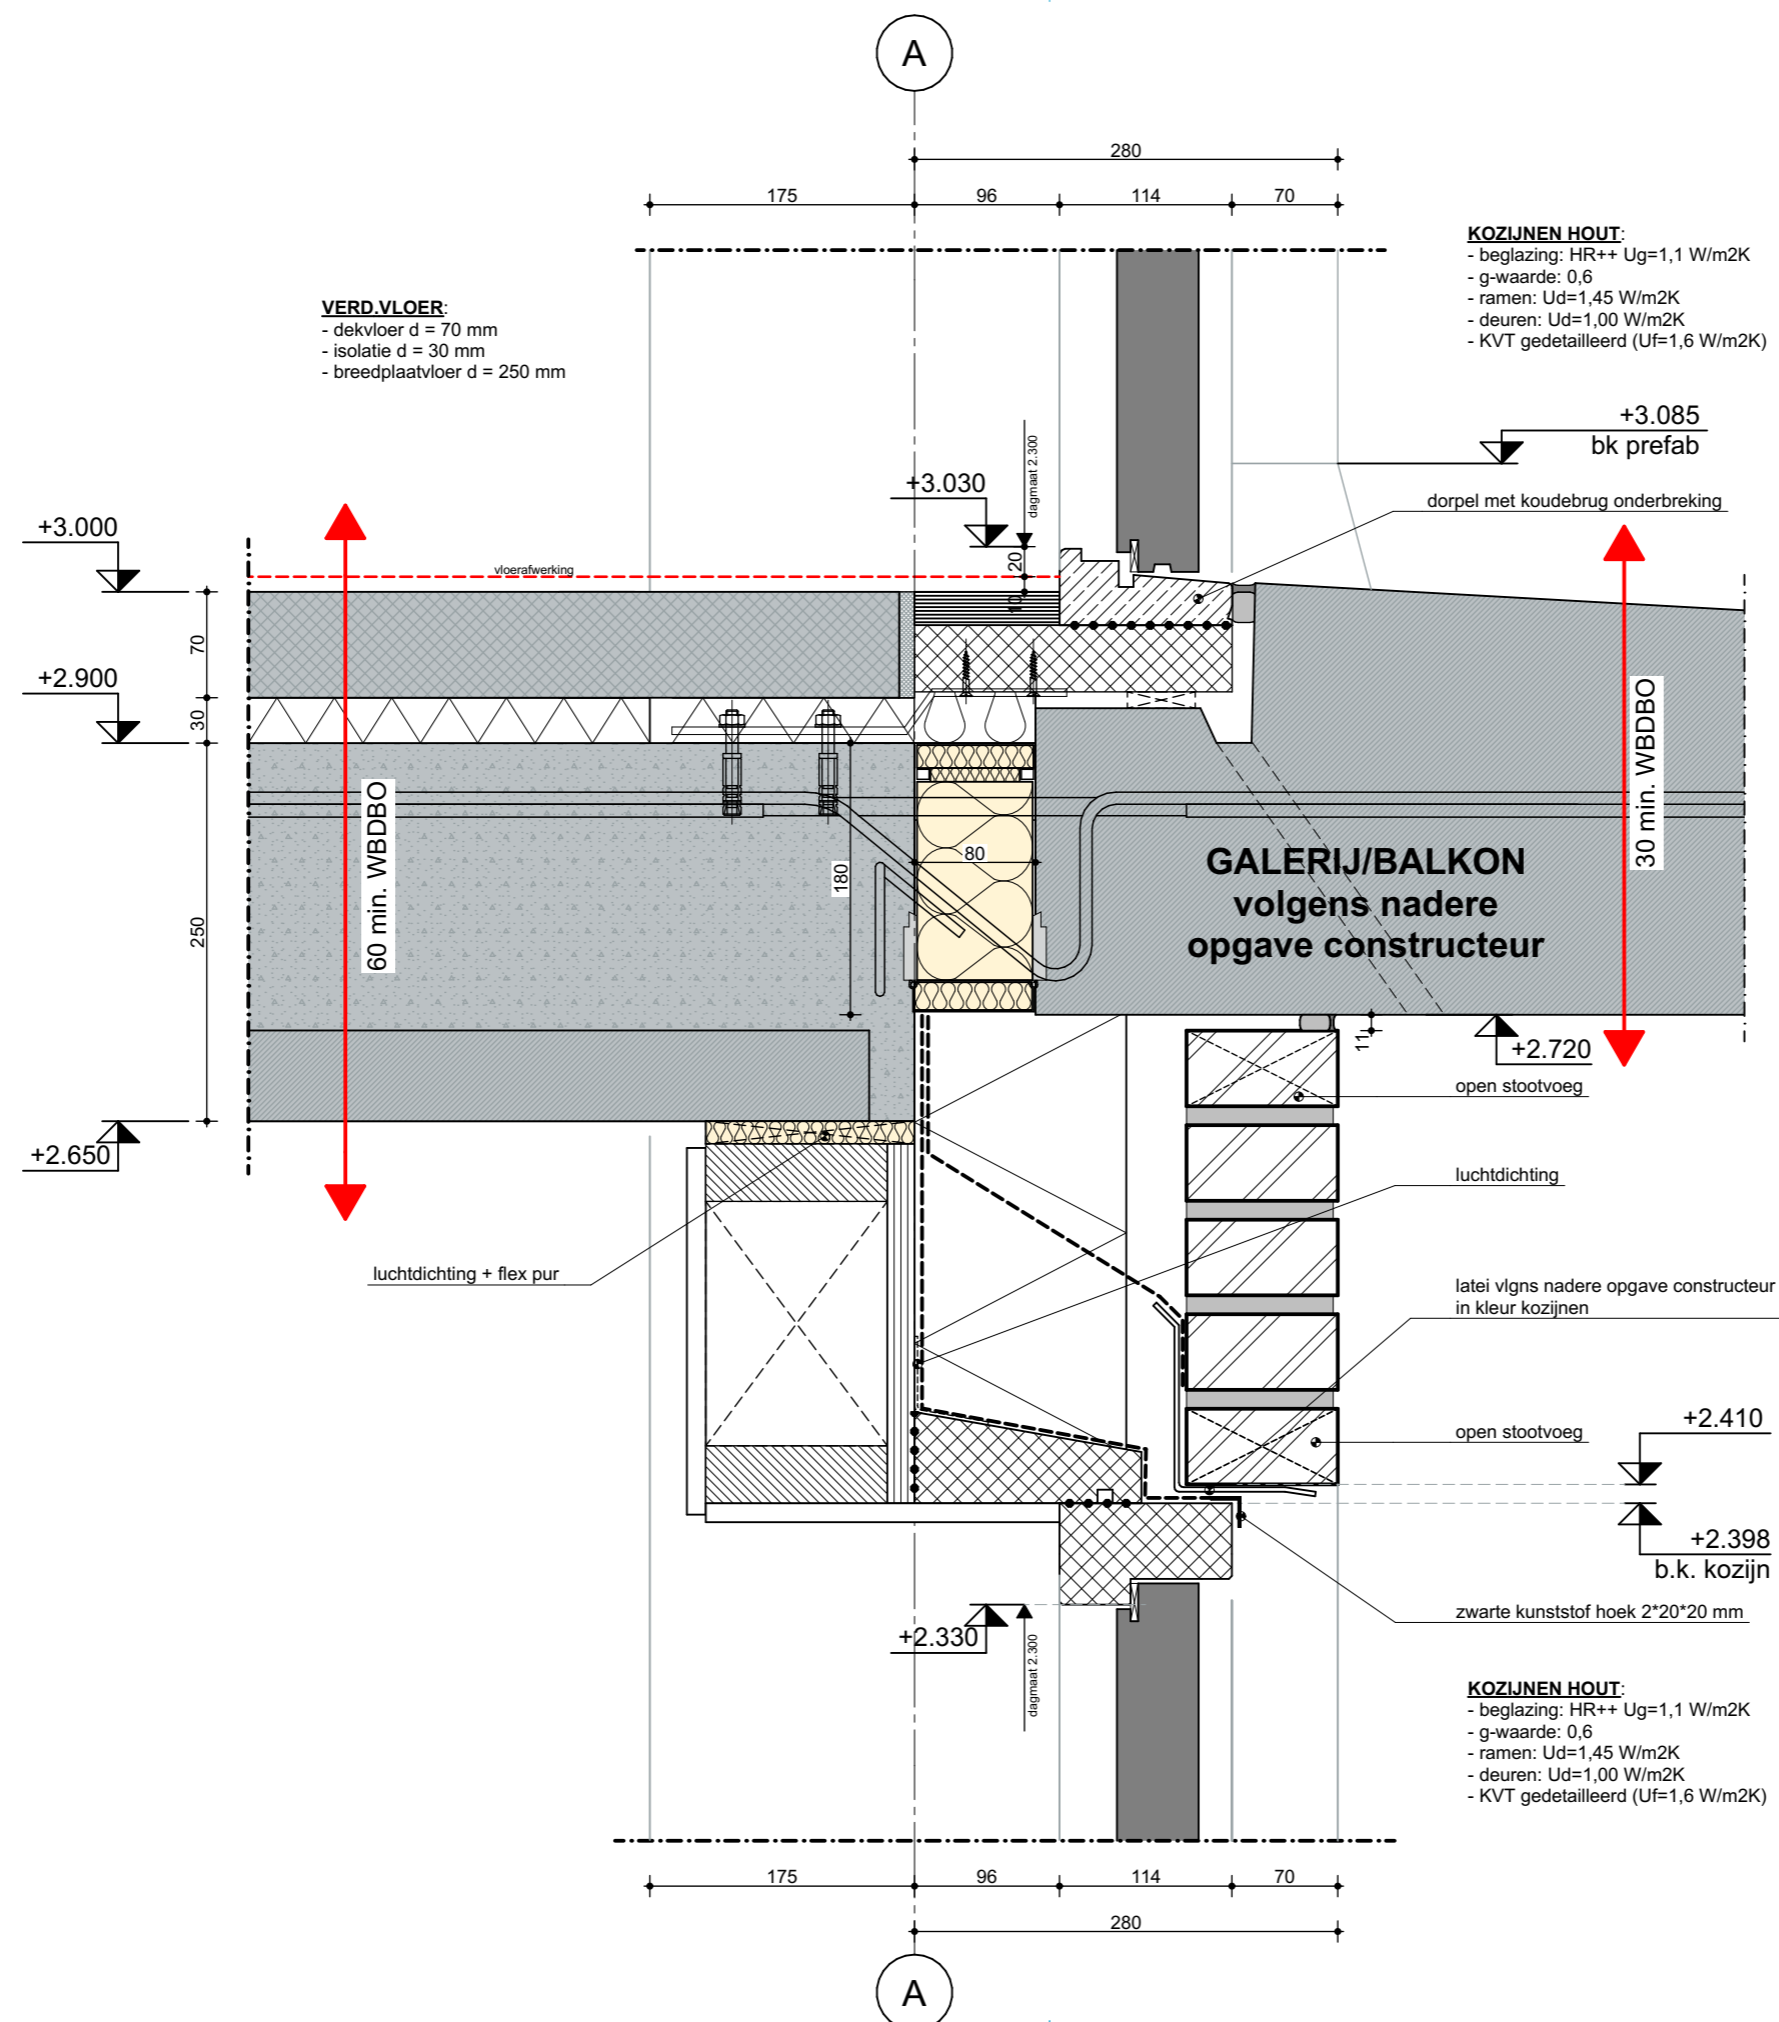 A
280
175
96
114
70
KOZIJNEN HOUT:
- beglazing: HR++ Ug=1,1 W/m2K
- g-waarde: 0,6
- ramen: Ud=1,45 W/m2K
- deuren: Ud=1,00 W/m2K
- KVT gedetailleerd (Uf=1,6 W/m2K)
VERD.VLOER:
- dekvloer d = 70 mm
- isolatie d = 30 mm
- breedplaatvloer d = 250 mm
+3.085
bk prefab
dagmaat 2.300
+3.030
dorpel met koudebrug onderbreking
+3.000
20
vloerafwerking
10
70
+2.900
30
60 min. WBDBO
30 min. WBDBO
180
80
250
GALERIJ/BALKON
volgens nadere
opgave constructeur
11
+2.720
open stootvoeg
+2.650
luchtdichting
luchtdichting + flex pur
latei vlgns nadere opgave constructeur
in kleur kozijnen
+2.410
open stootvoeg
+2.398
b.k. kozijn
zwarte kunststof hoek 2*20*20 mm
+2.330
dagmaat 2.300
KOZIJNEN HOUT:
- beglazing: HR++ Ug=1,1 W/m2K
- g-waarde: 0,6
- ramen: Ud=1,45 W/m2K
- deuren: Ud=1,00 W/m2K
- KVT gedetailleerd (Uf=1,6 W/m2K)
175
96
114
70
280
A